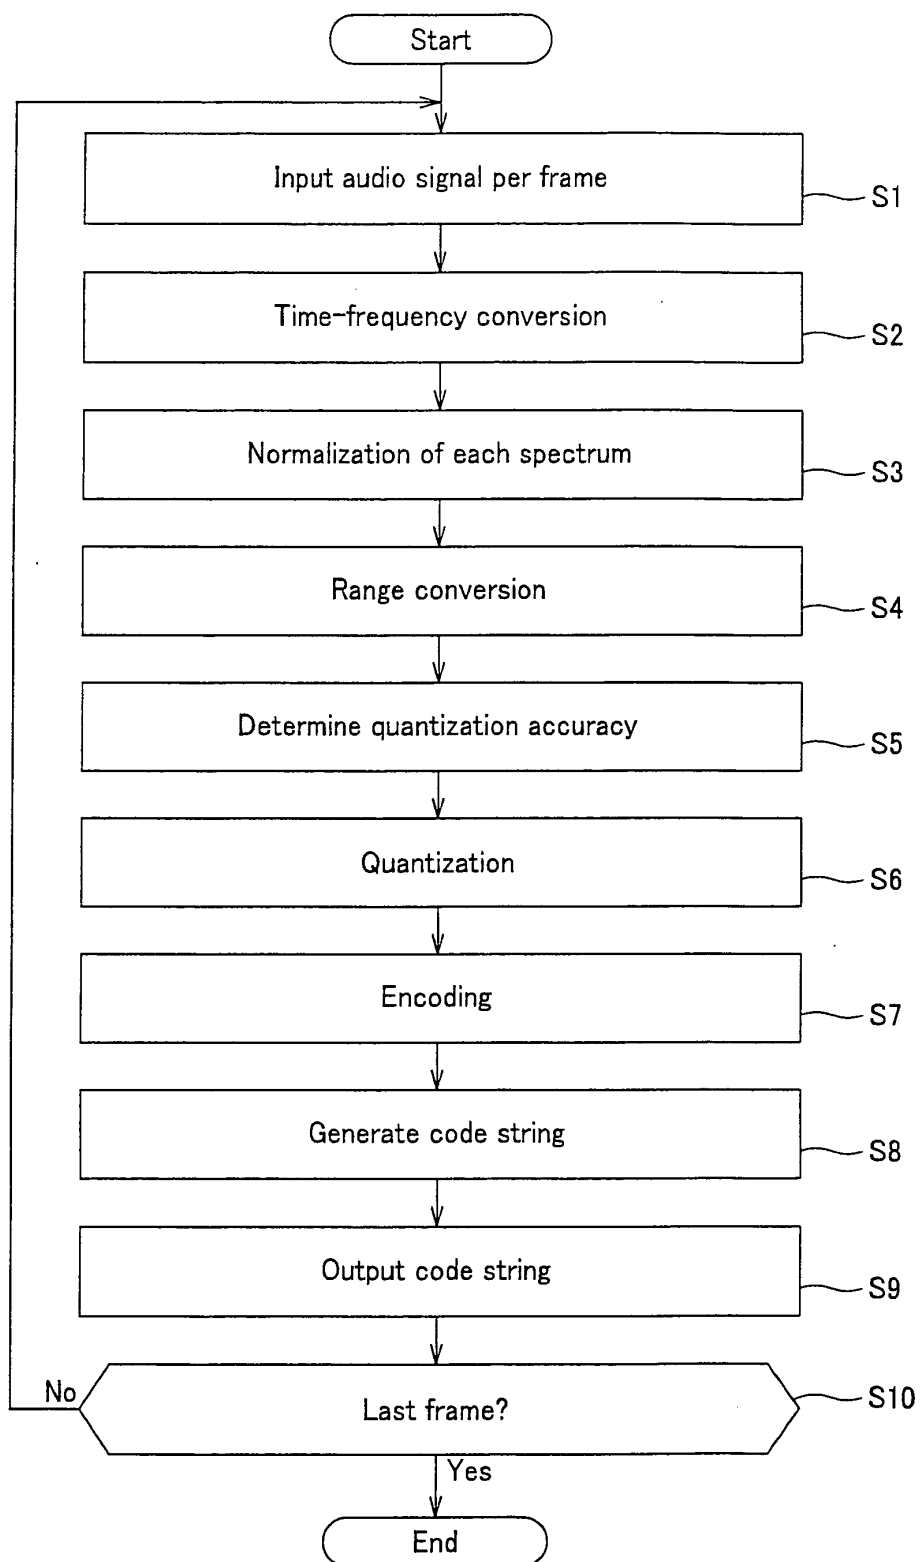 Start
Input audio signal per frame
S1
Time-frequency conversion
S2
Normalization of each spectrum
S3
Range conversion
S4
Determine quantization accuracy
S5
Quantization
S6
Encoding
S7
Generate code string
S8
Output code string
S9
No
Last frame?
S10
Yes
End